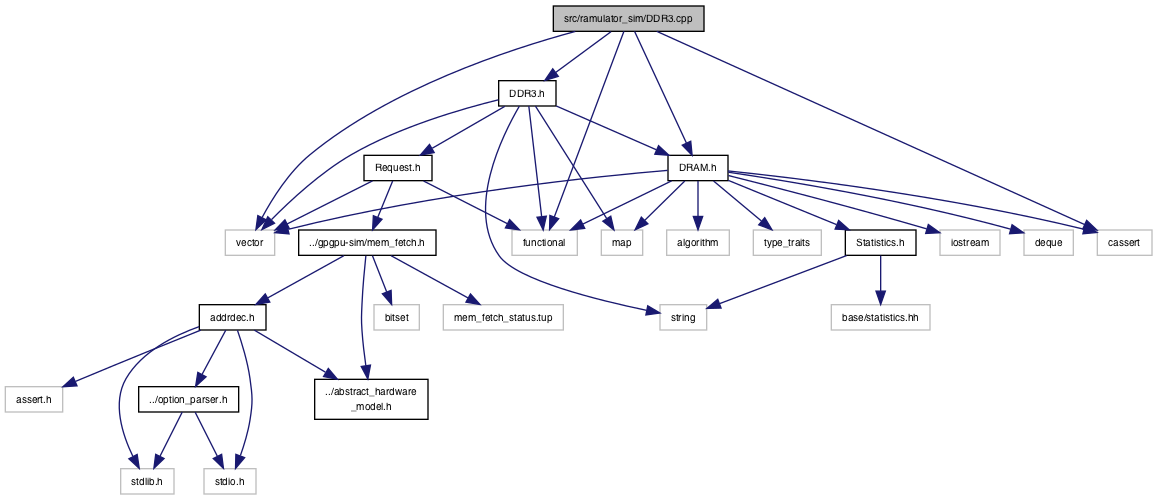 src/ramulator_sim/DDR3.cpp
DDR3.h
Request.h
DRAM.h
vector
../gpgpu-sim/mem_fetch.h
functional
map
algorithm
type_traits
Statistics.h
iostream
deque
cassert
addrdec.h
bitset
mem_fetch_status.tup
string
base/statistics.hh
assert.h
../option_parser.h
../abstract_hardware
_model.h
stdlib.h
stdio.h